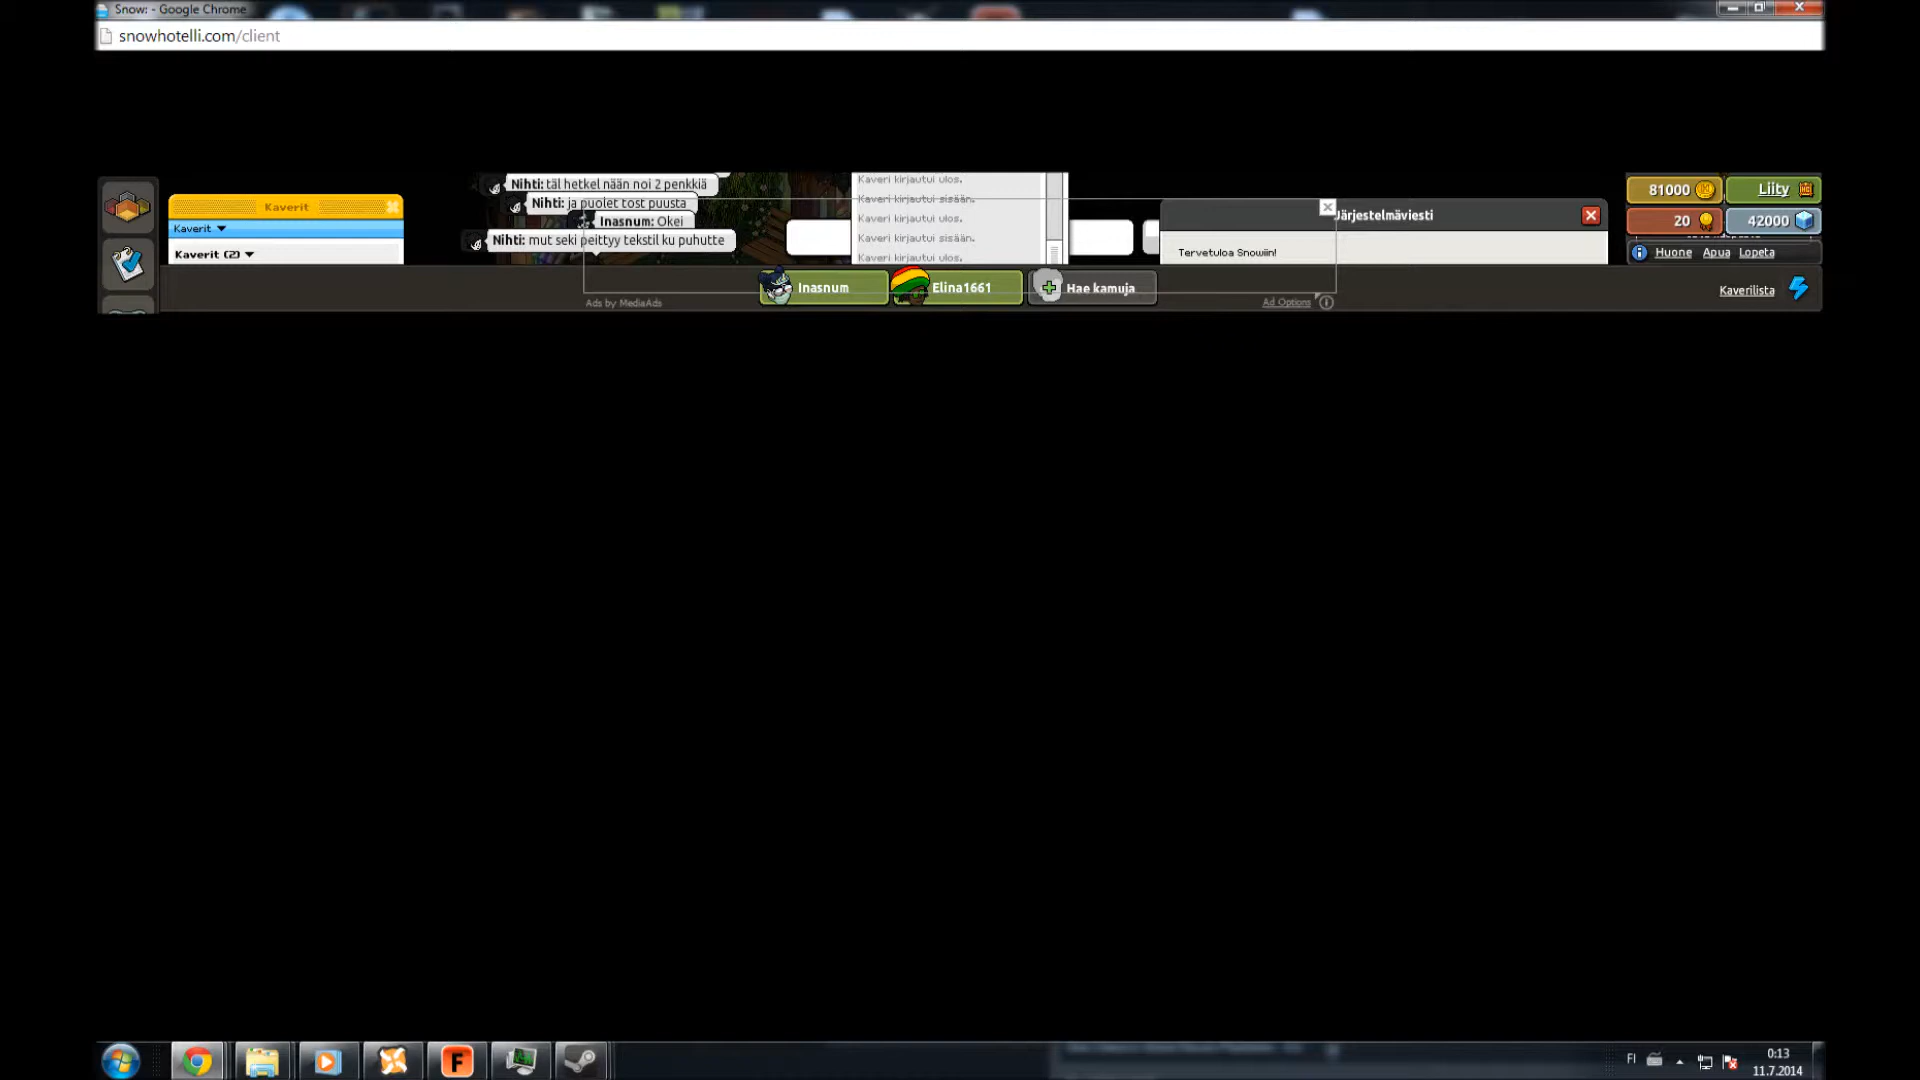 Snow: - Google Chrome
snowhotelli.com/client
Nihti: täl hetkel nään noi 2 penkkiä
Nihti: ja puolet tost puusta
Inasnum: Okei
Nihti: mut seki peittyy tekstil ku puhutte
Kaverit
Kaverit
Kaverit (2)
Kaveri kirjautui ulos.
Kaveri kirjautui sisään.
Kaveri kirjautui ulos.
Kaveri kirjautui sisään.
Kaveri kirjautui ulos.
Järjestelmäviesti
Tervetuloa Snowiin!
81000
Liity
20
42000
Huone Apua Lopeta
Inasnum
Elina1661
Hae kamuja
Kaverilista
Ads by MediaAds
Ad Options
FI
0:13
11.7.2014